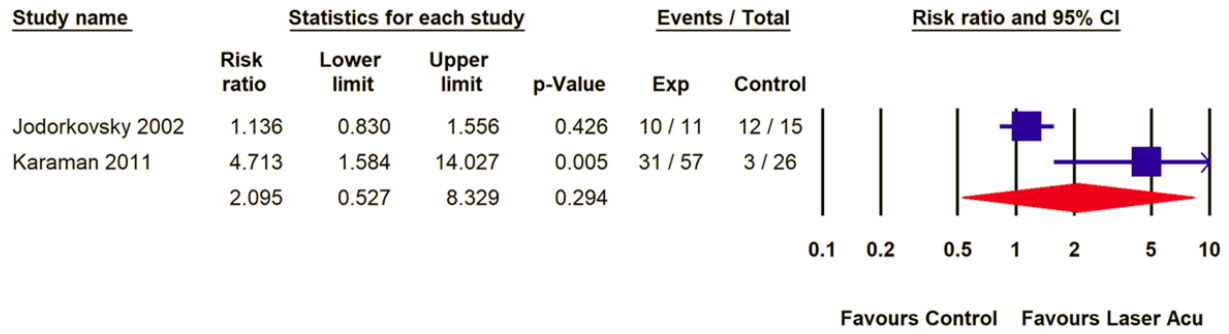 Study name Statistics for each study Events / Total Risk ratio and 95% CI
Risk ratio Lower limit Upper limit p-Value Exp Control
Jodorkovsky 2002 1.136 0.830 1.556 0.426 10 / 11 12 / 15
Karaman 2011 4.713 1.584 14.027 0.005 31 / 57 3 / 26
2.095 0.527 8.329 0.294
0.1 0.2 0.5 1 2 5 10
Favours Control Favours Laser Acu